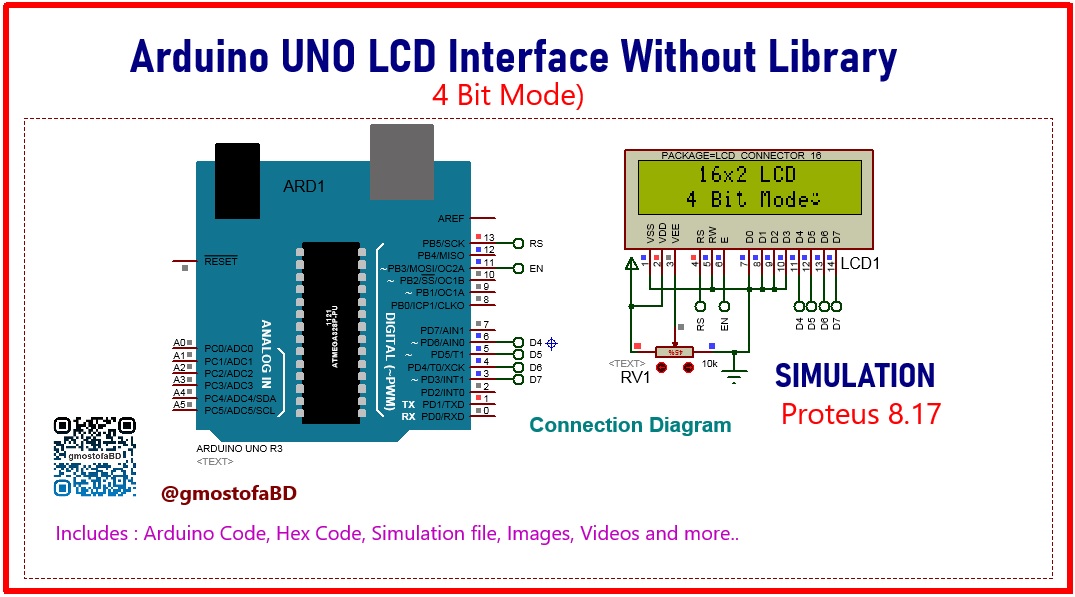 Arduino UNO LCD Interface Without Library
4 Bit Mode)
ARD1
AREF
RESET
PB5/SCK 13 RS
PB4/MISO 12
~PB3/MOSI/OC2A 11 EN
~ PB2/SS/OC1B 10
~ PB1/OC1A 9
PB0/ICP1/CLKO 8
PD7/AIN1 7
~ PD6/AIN0 6 D4
~ PD5/T1 5 D5
PD4/T0/XCK 4 D6
~ PD3/INT1 3 D7
PD2/INT0 2
TX PD1/TXD 1
RX PD0/RXD 0
1121
ATMEGA328P-PU
DIGITAL (~PWM)
ANALOG IN
A0 PC0/ADC0
A1 PC1/ADC1
A2 PC2/ADC2
A3 PC3/ADC3
A4 PC4/ADC4/SDA
A5 PC5/ADC5/SCL
ARDUINO UNO R3
<TEXT>
PACKAGE=LCD_CONNECTOR_16
16x2 LCD
4 Bit Mode
VSS VDD VEE RS RW E D0 D1 D2 D3 D4 D5 D6 D7
1 2 3 4 5 6 7 8 9 10 11 12 13 14
LCD1
RS EN D4 D5 D6 D7
<TEXT>
RV1
10k
SIMULATION
Proteus 8.17
Connection Diagram
gmostofaBD
@gmostofaBD
Includes : Arduino Code, Hex Code, Simulation file, Images, Videos and more..